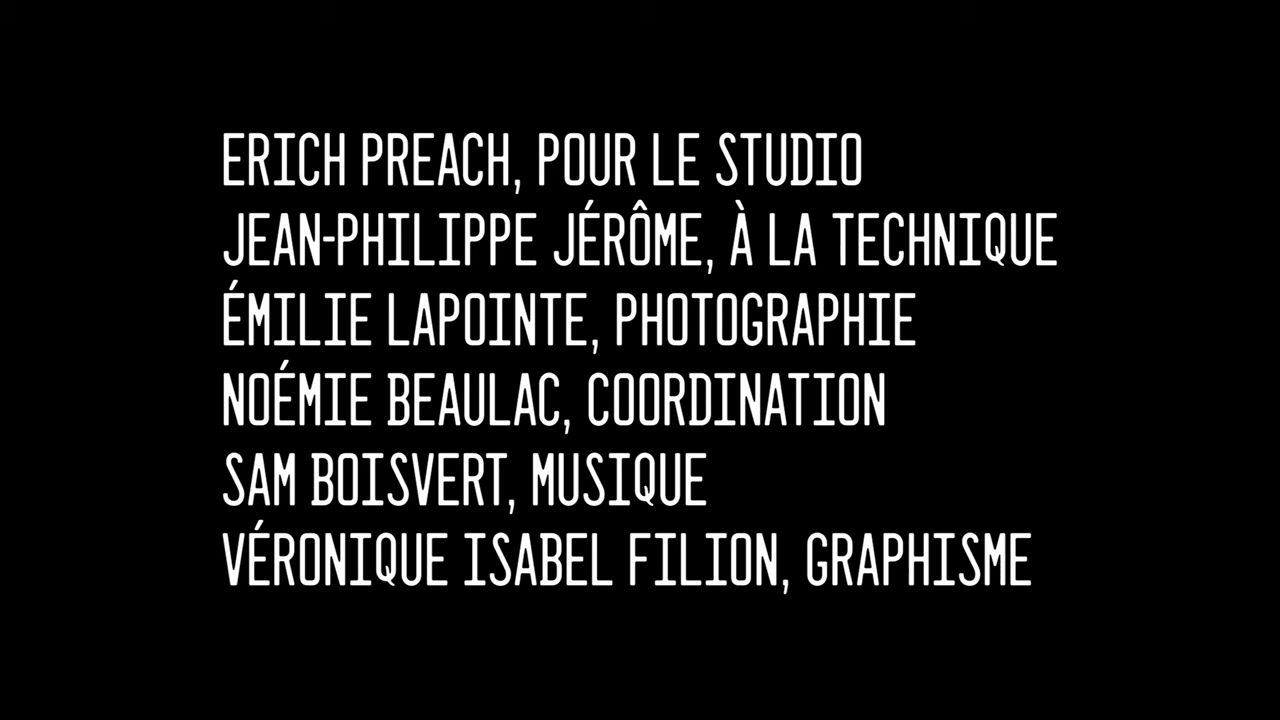 ERICH PREACH, POUR LE STUDIO
JEAN-PHILIPPE JÉRÔME, À LA TECHNIQUE
ÉMILIE LAPOINTE, PHOTOGRAPHIE
NOÉMIE BEAULAC, COORDINATION
SAM BOISVERT, MUSIQUE
VÉRONIQUE ISABEL FILION, GRAPHISME